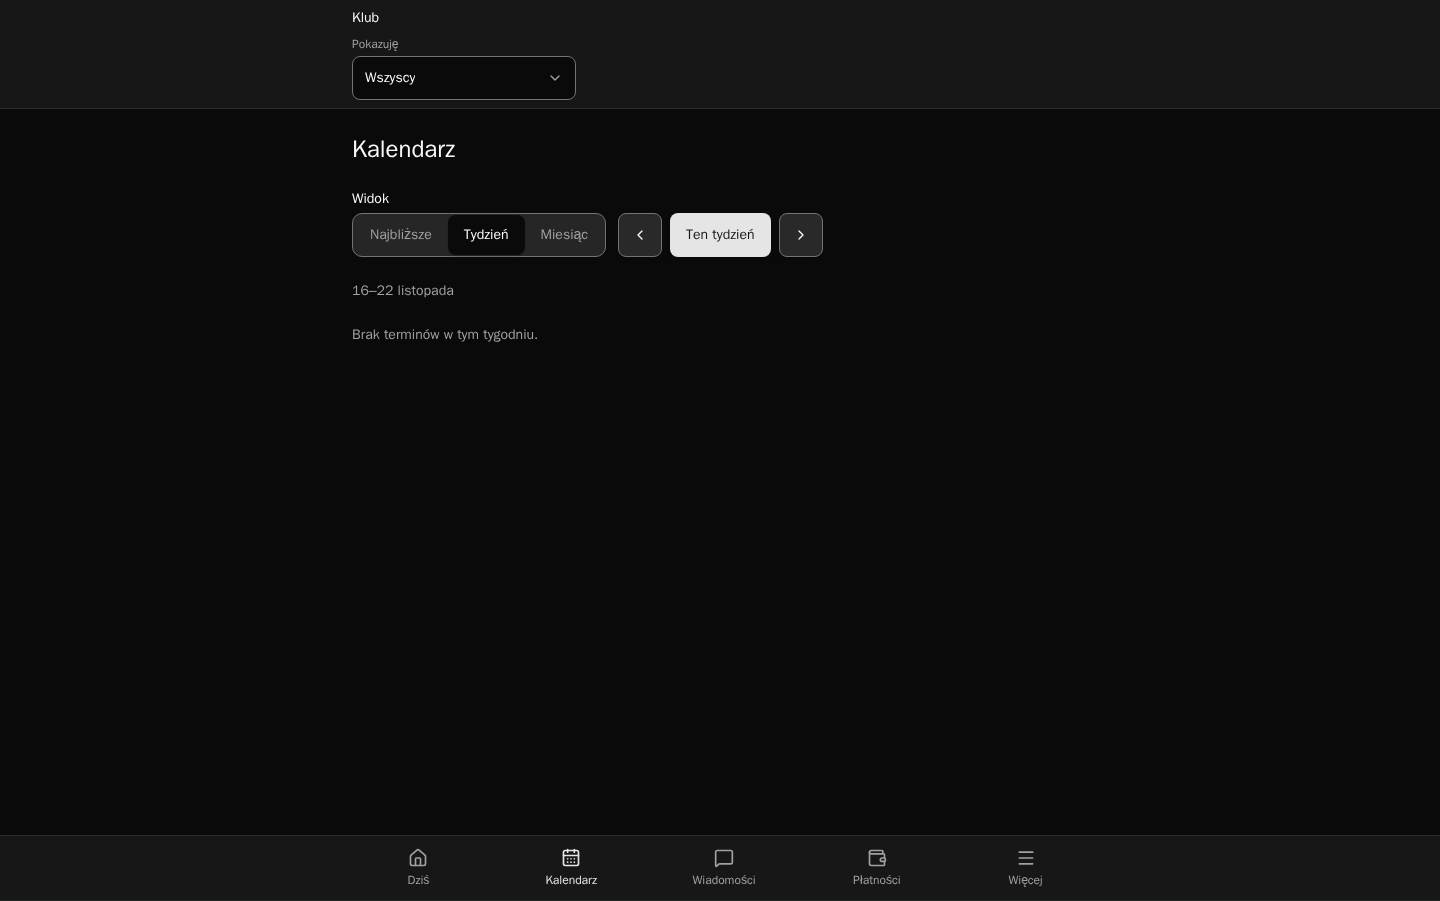 Klub
Pokazuję
Wszyscy
Kalendarz
Widok
Najbliższe Tydzień Miesiąc Ten tydzień
16–22 listopada
Brak terminów w tym tygodniu.
Dziś Kalendarz Wiadomości Płatności Więcej